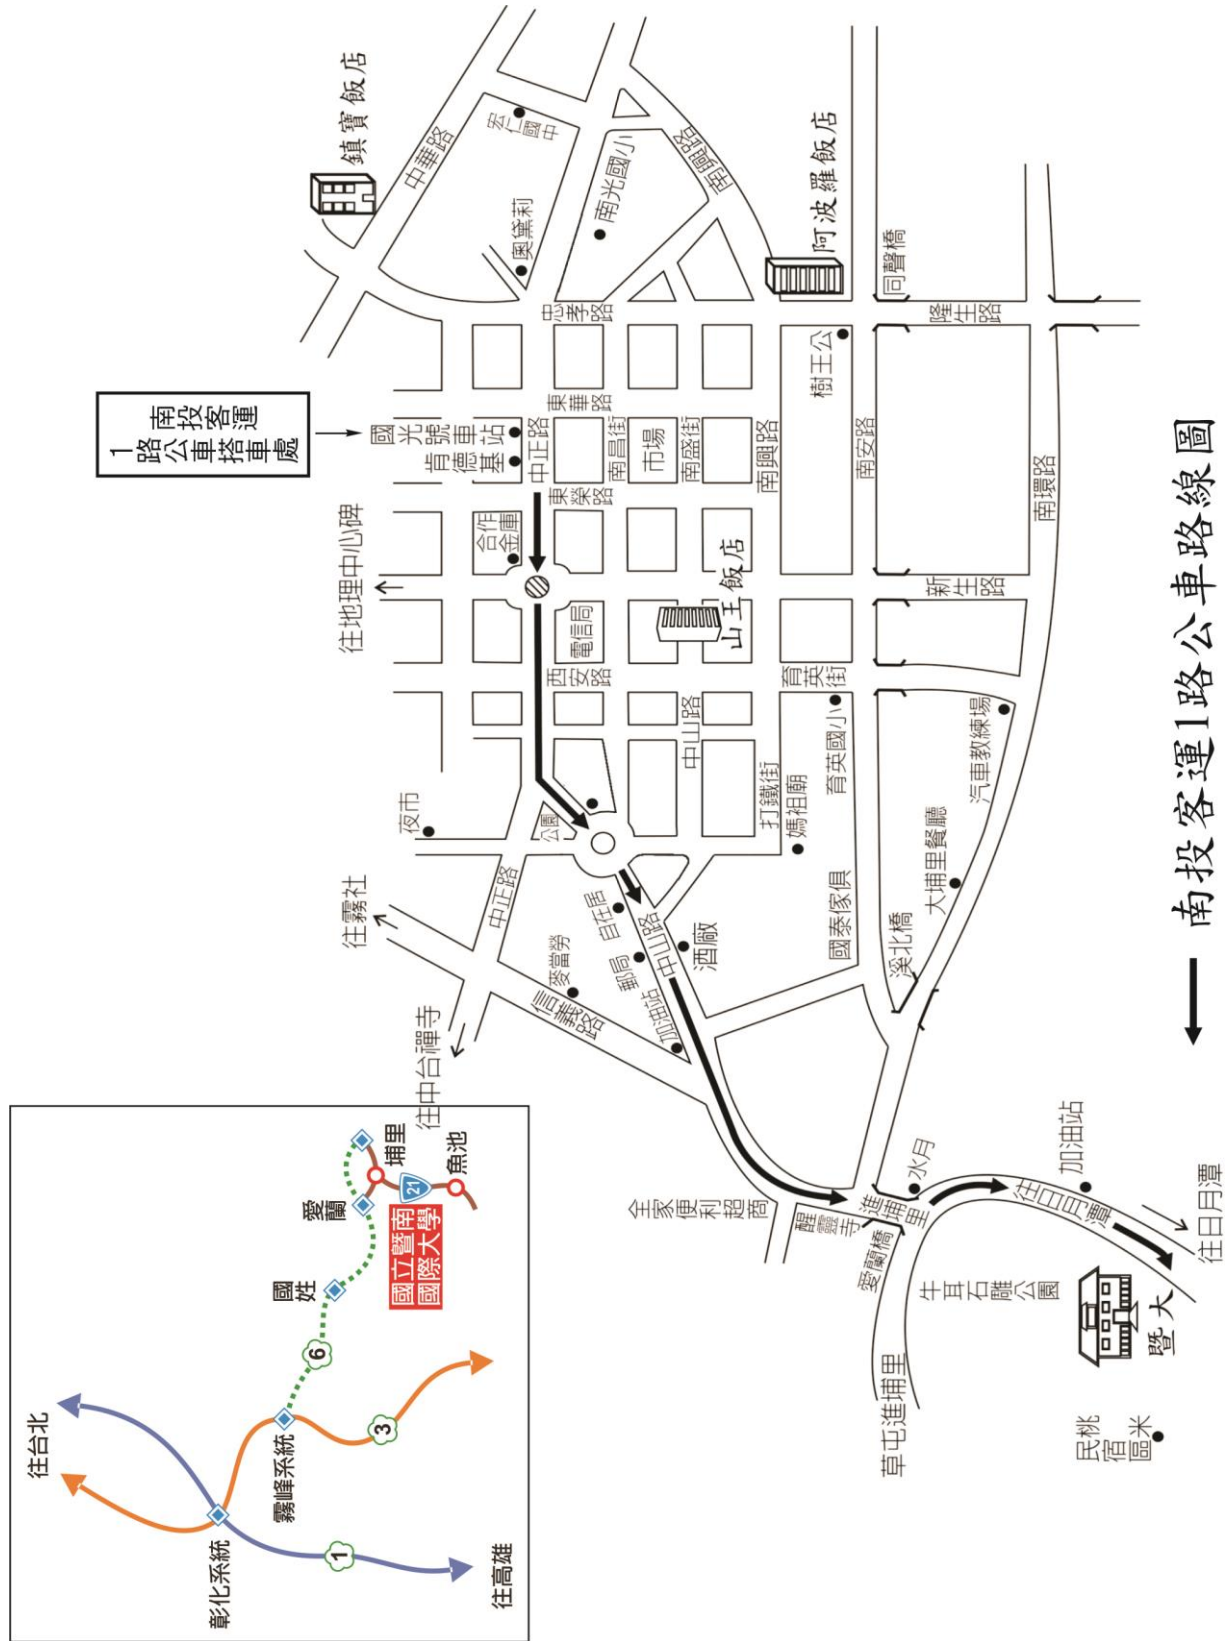 往台北
彰化系統
霧峰系統
國姓
愛蘭
埔里
魚池
國立暨南
國際大學
21
6
3
1
往高雄
南投客運
1路公車搭車處
鎮寶飯店
中華路
宏仁
國中
奧黛莉
南光國小
南興路
阿波羅飯店
同聲橋
隆生路
忠孝路
樹王公
國光號車站
肯德基
中正路
東華路
南昌街
市場
南盛街
南興路
南安路
南環路
東榮路
合作
金庫
往地理中心碑
電信局
山王飯店
新生路
西安路
育英街
中山路
育英國小
汽車教練場
打鐵街
媽祖廟
夜市
公園
中正路
往霧社
往中台禪寺
麥當勞
信義路
自在居
郵局
中山路
加油站
酒廠
國泰傢俱
大埔里餐廳
溪北橋
全家便利超商
醒靈寺
進埔里
水月
愛蘭橋
加油站
往日月潭
往日月潭
牛耳石雕公園
草屯進埔里
暨大
桃米
民宿區
南投客運1路公車路線圖